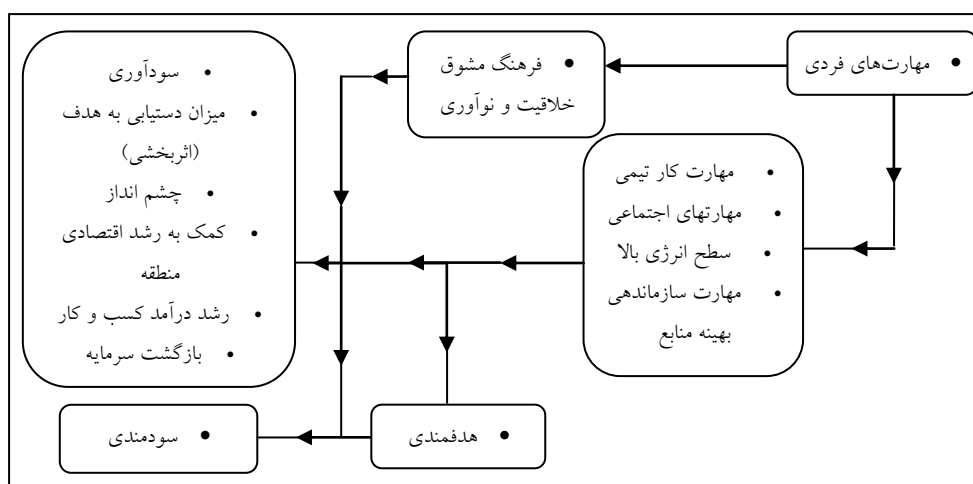 مهارت‌های فردی
فرهنگ مشوق
خلاقیت و نوآوری
مهارت کار تیمی
مهارتهای اجتماعی
سطح انرژی بالا
مهارت سازماندهی
بهینه منابع
سودآوری
میزان دستیابی به هدف
(اثربخشی)
چشم انداز
کمک به رشد اقتصادی
منطقه
رشد درآمد کسب و کار
بازگشت سرمایه
هدفمندی
سودمندی